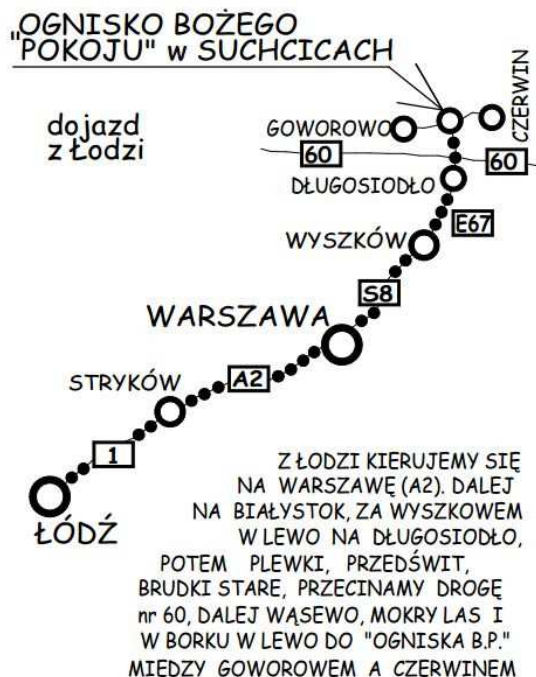 OGNISKO BOŻEGO
"POKOJU" w SUCHCICACH
dojazd
z Łodzi
GOWOROWO
CZERWIN
60
60
DŁUGOSIODŁO
E67
WYSZKÓW
S8
WARSZAWA
A2
STRYKÓW
1
ŁÓDŹ
Z ŁODZI KIERUJEMY SIĘ
NA WARSZAWĘ (A2). DALEJ
NA BIAŁYSTOK, ZA WYSZKOWEM
W LEWO NA DŁUGOSIODŁO,
POTEM PLEWKI, PRZEDŚWIT,
BRUDKI STARE, PRZECINAMY DROGĘ
nr 60, DALEJ WĄSEWO, MOKRY LAS I
W BORKU W LEWO DO "OGNISKA B.P."
MIĘDZY GOWOROWEM A CZERWINEM